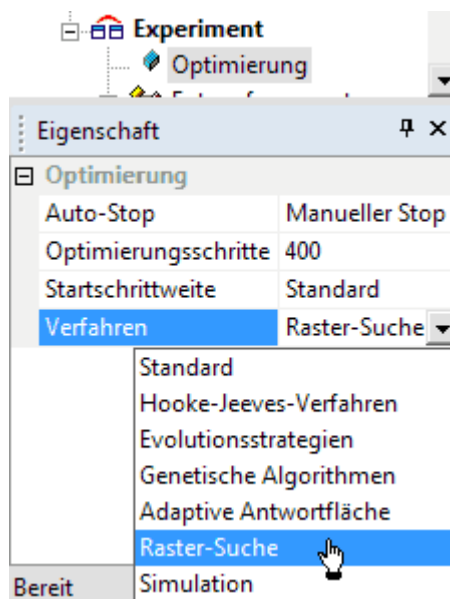 Experiment
Optimierung
Eigenschaft
Optimierung
Auto-Stop Manueller Stop
Optimierungsschritte 400
Startschrittweite Standard
Verfahren Raster-Suche
Standard
Hooke-Jeeves-Verfahren
Evolutionsstrategien
Genetische Algorithmen
Adaptive Antwortfläche
Raster-Suche
Bereit Simulation